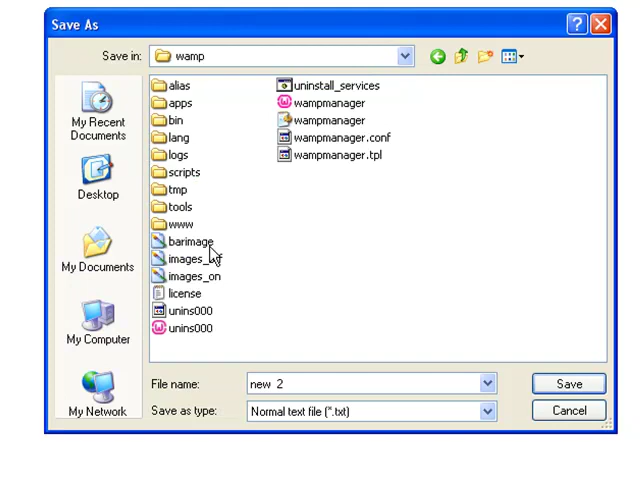 Save As
Save in: wamp
My Recent
Documents
Desktop
My Documents
My Computer
My Network
alias
apps
bin
lang
logs
scripts
tmp
tools
www
barimage
images_
images_on
license
unins000
unins000
uninstall_services
wampmanager
wampmanager
wampmanager.conf
wampmanager.tpl
File name: new 2
Save
Save as type: Normal text file (*.txt)
Cancel